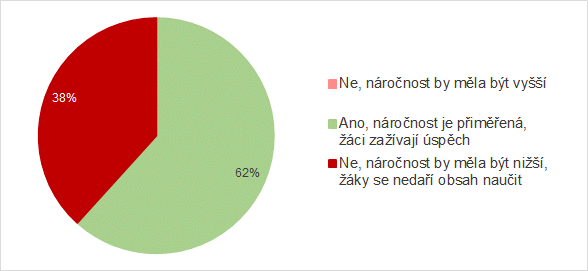 38%
62%
Ne, náročnost by měla být vyšší
Ano, náročnost je přiměřená,
žáci zažívají úspěch
Ne, náročnost by měla být nižší,
žáky se nedaří obsah naučit